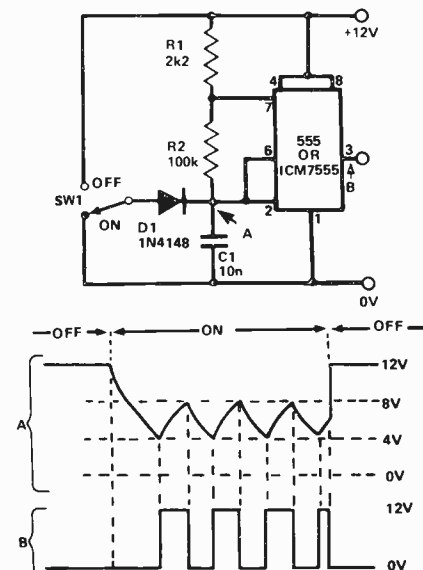 R1
2k2
+12V
4
8
7
R2
100k
555
OR
ICM7555
6
3
OFF
SW1
ON
2
1
B
D1
1N4148
A
C1
10n
0V
OFF
ON
OFF
12V
8V
A
4V
0V
12V
B
0V